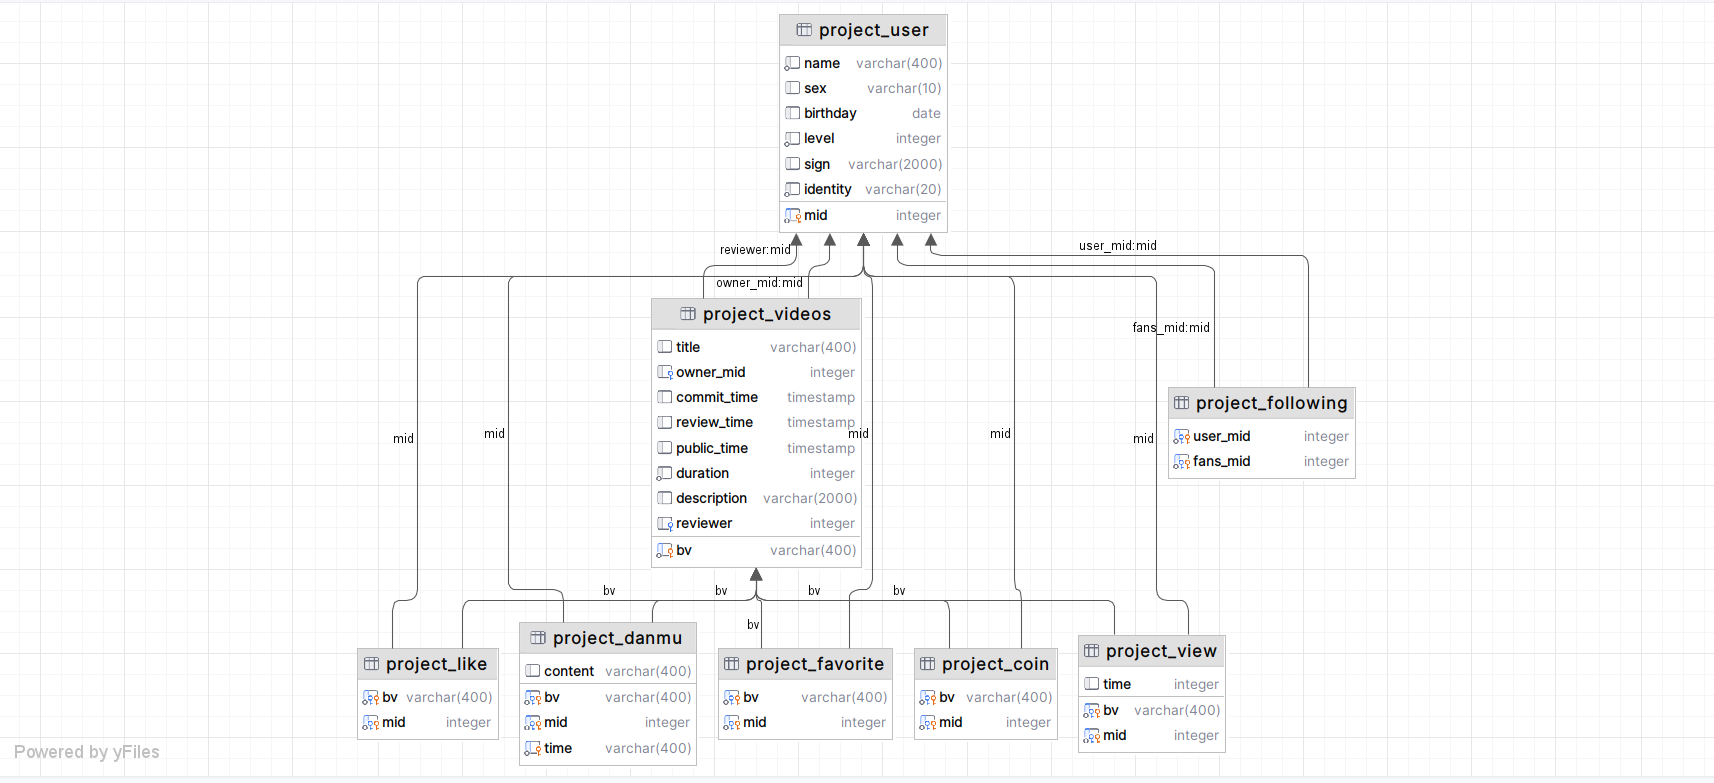 project_user
name varchar(400)
sex varchar(10)
birthday date
level integer
sign varchar(2000)
identity varchar(20)
mid integer
reviewer:mid
user_mid:mid
owner_mid:mid
project_videos
title varchar(400)
owner_mid integer
commit_time timestamp
review_time timestamp
public_time timestamp
duration integer
description varchar(2000)
reviewer integer
bv varchar(400)
fans_mid:mid
project_following
user_mid integer
fans_mid integer
mid
mid
mid
mid
mid
bv
bv
bv
bv
bv
project_like
bv varchar(400)
mid integer
project_danmu
content varchar(400)
bv varchar(400)
mid integer
time varchar(400)
project_favorite
bv varchar(400)
mid integer
project_coin
bv varchar(400)
mid integer
project_view
time integer
bv varchar(400)
mid integer
Powered by yFiles